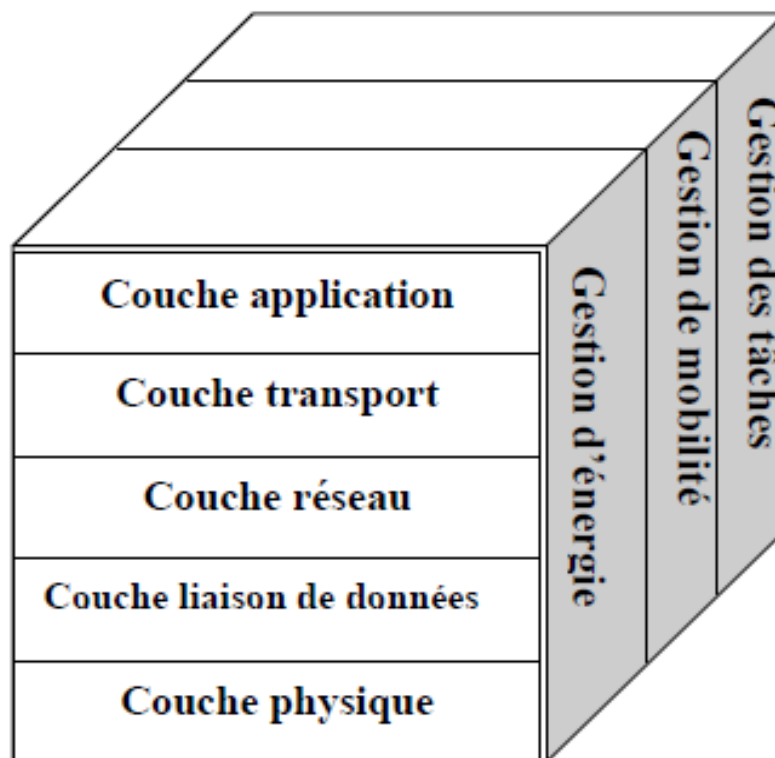 Couche application
Couche transport
Couche réseau
Couche liaison de données
Couche physique
Gestion d'énergie
Gestion de mobilité
Gestion des tâches